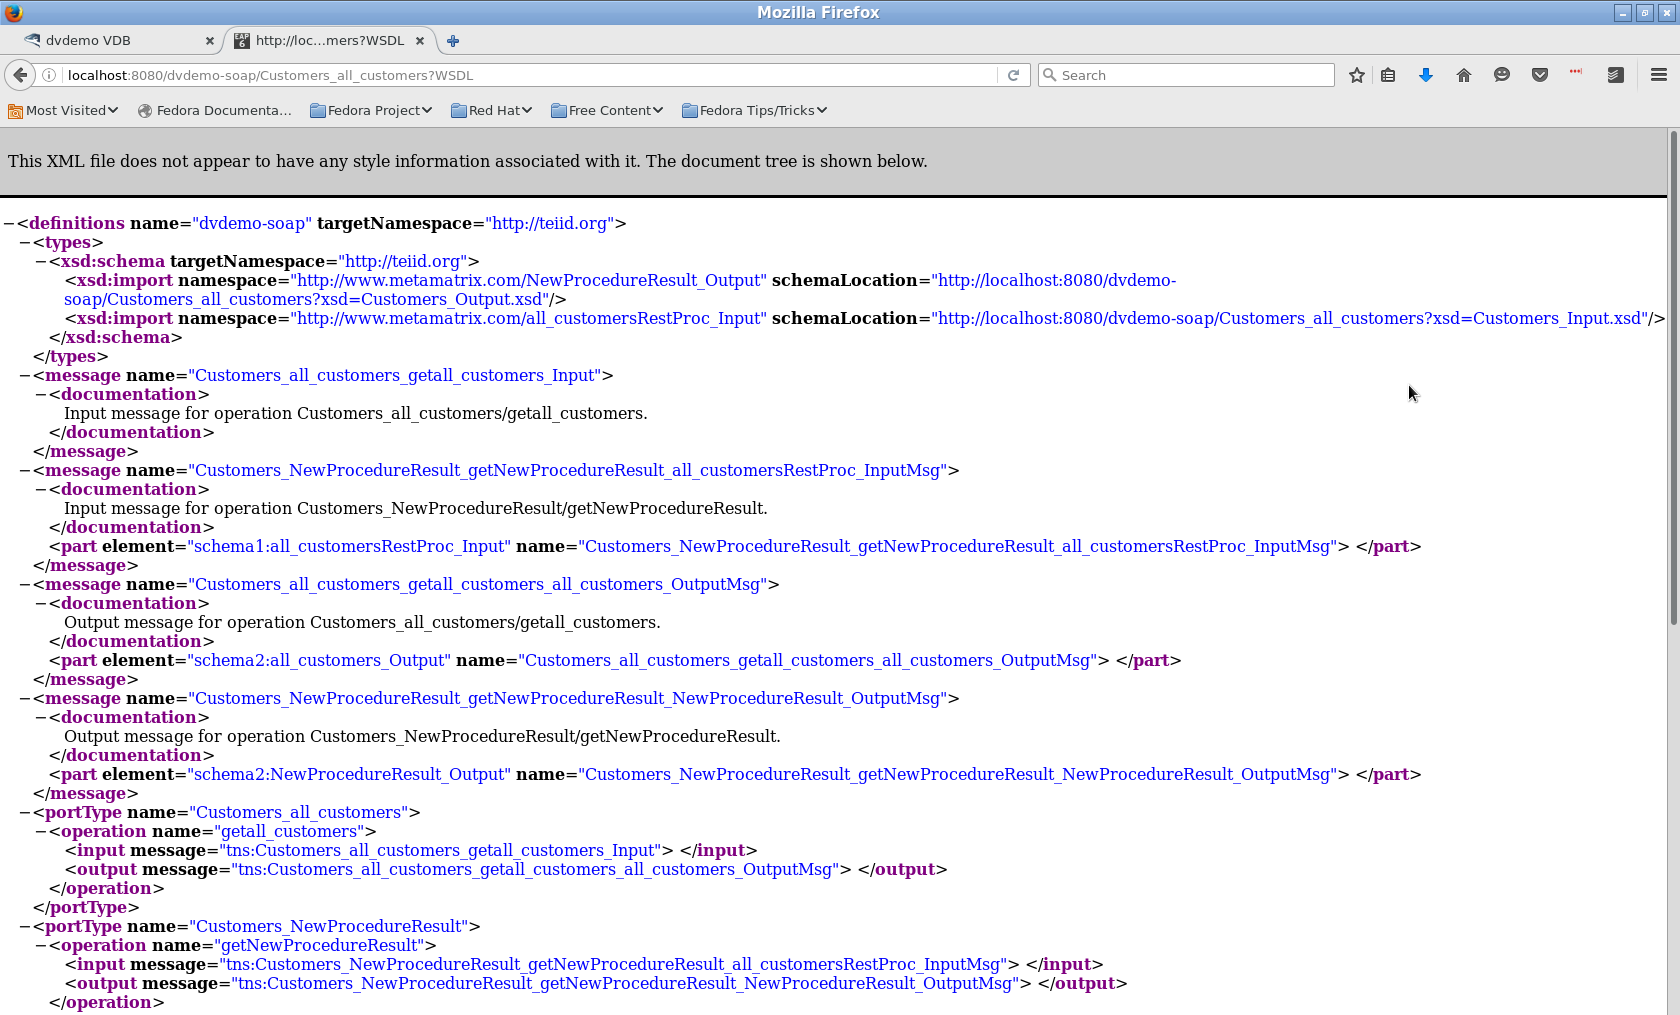 Mozilla Firefox
dvdemo VDB
EAP 6 http://loc...mers?WSDL
localhost:8080/dvdemo-soap/Customers_all_customers?WSDL
Search
Most Visited Fedora Documenta... Fedora Project Red Hat Free Content Fedora Tips/Tricks
This XML file does not appear to have any style information associated with it. The document tree is shown below.
−<definitions name="dvdemo-soap" targetNamespace="http://teiid.org">
−<types>
−<xsd:schema targetNamespace="http://teiid.org">
<xsd:import namespace="http://www.metamatrix.com/NewProcedureResult_Output" schemaLocation="http://localhost:8080/dvdemo-
soap/Customers_all_customers?xsd=Customers_Output.xsd"/>
<xsd:import namespace="http://www.metamatrix.com/all_customersRestProc_Input" schemaLocation="http://localhost:8080/dvdemo-soap/Customers_all_customers?xsd=Customers_Input.xsd"/>
</xsd:schema>
</types>
−<message name="Customers_all_customers_getall_customers_Input">
−<documentation>
Input message for operation Customers_all_customers/getall_customers.
</documentation>
</message>
−<message name="Customers_NewProcedureResult_getNewProcedureResult_all_customersRestProc_InputMsg">
−<documentation>
Input message for operation Customers_NewProcedureResult/getNewProcedureResult.
</documentation>
<part element="schema1:all_customersRestProc_Input" name="Customers_NewProcedureResult_getNewProcedureResult_all_customersRestProc_InputMsg"> </part>
</message>
−<message name="Customers_all_customers_getall_customers_all_customers_OutputMsg">
−<documentation>
Output message for operation Customers_all_customers/getall_customers.
</documentation>
<part element="schema2:all_customers_Output" name="Customers_all_customers_getall_customers_all_customers_OutputMsg"> </part>
</message>
−<message name="Customers_NewProcedureResult_getNewProcedureResult_NewProcedureResult_OutputMsg">
−<documentation>
Output message for operation Customers_NewProcedureResult/getNewProcedureResult.
</documentation>
<part element="schema2:NewProcedureResult_Output" name="Customers_NewProcedureResult_getNewProcedureResult_NewProcedureResult_OutputMsg"> </part>
</message>
−<portType name="Customers_all_customers">
−<operation name="getall_customers">
<input message="tns:Customers_all_customers_getall_customers_Input"> </input>
<output message="tns:Customers_all_customers_getall_customers_all_customers_OutputMsg"> </output>
</operation>
</portType>
−<portType name="Customers_NewProcedureResult">
−<operation name="getNewProcedureResult">
<input message="tns:Customers_NewProcedureResult_getNewProcedureResult_all_customersRestProc_InputMsg"> </input>
<output message="tns:Customers_NewProcedureResult_getNewProcedureResult_NewProcedureResult_OutputMsg"> </output>
</operation>